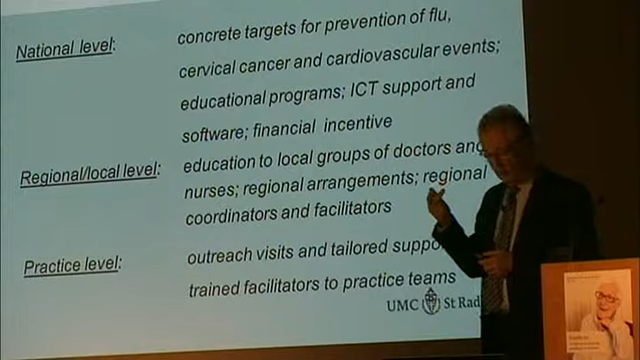 National level: concrete targets for prevention of flu,
cervical cancer and cardiovascular events;
educational programs; ICT support and
software; financial incentive
Regional/local level: education to local groups of doctors and
nurses; regional arrangements; regional
coordinators and facilitators
Practice level: outreach visits and tailored suppo
trained facilitators to practice teams
UMC St Rad